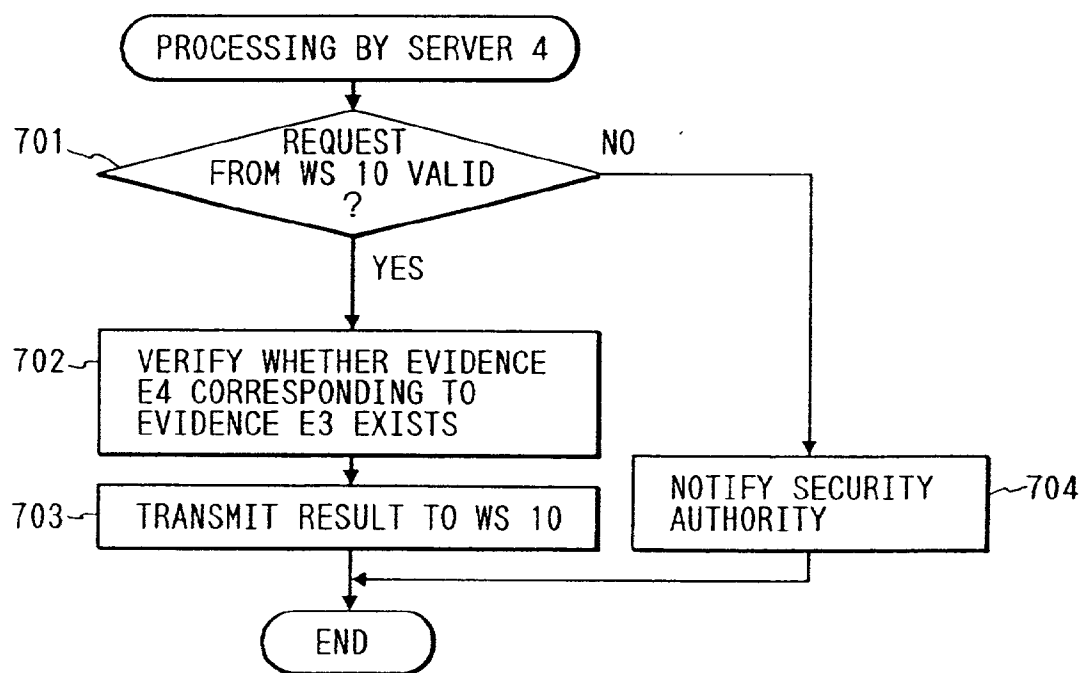 PROCESSING BY SERVER 4
701
REQUEST
FROM WS 10 VALID
?
NO
YES
702
VERIFY WHETHER EVIDENCE
E4 CORRESPONDING TO
EVIDENCE E3 EXISTS
703
TRANSMIT RESULT TO WS 10
NOTIFY SECURITY
AUTHORITY
704
END